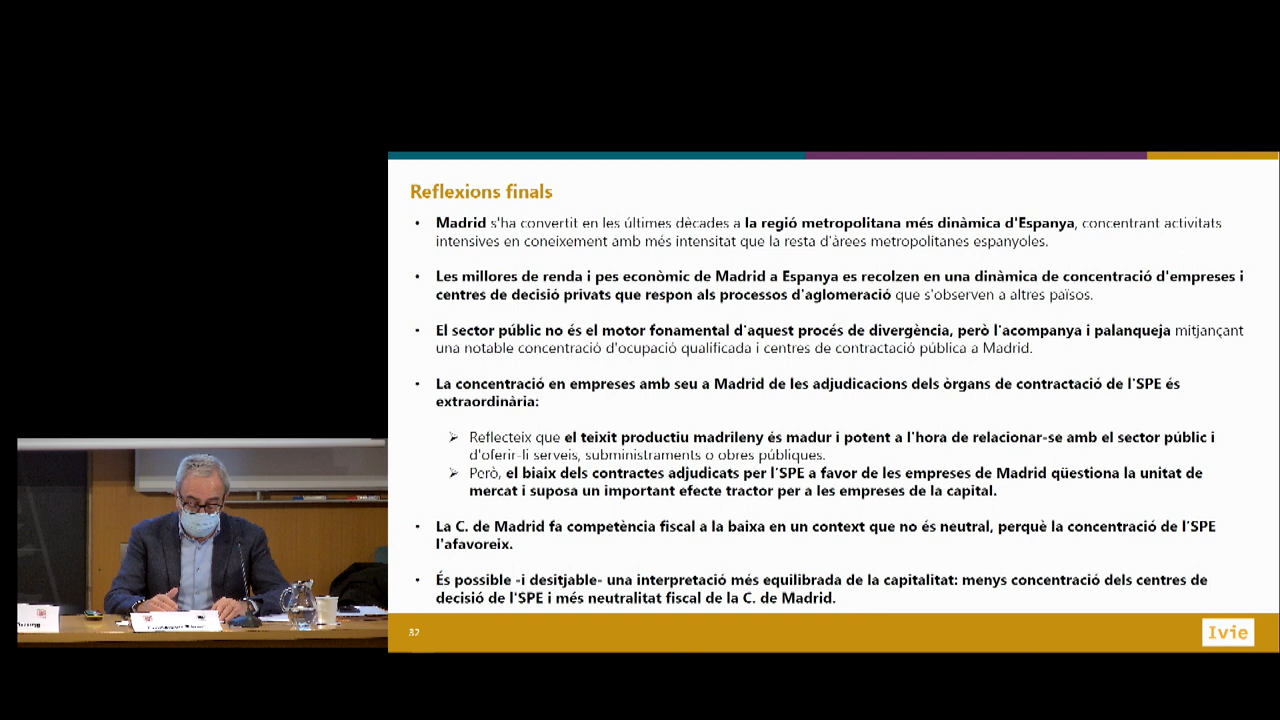 Reflexions finals
• Madrid s'ha convertit en les últimes dècades a la regió metropolitana més dinàmica d'Espanya, concentrant activitats
intensives en coneixement amb més intensitat que la resta d'àrees metropolitanes espanyoles.
• Les millores de renda i pes econòmic de Madrid a Espanya es recolzen en una dinàmica de concentració d'empreses i
centres de decisió privats que respon als processos d'aglomeració que s'observen a altres països.
• El sector públic no és el motor fonamental d'aquest procés de divergència, però l'acompanya i palanqueja mitjançant
una notable concentració d'ocupació qualificada i centres de contractació pública a Madrid.
• La concentració en empreses amb seu a Madrid de les adjudicacions dels òrgans de contractació de l'SPE és
extraordinària:
➢ Reflecteix que el teixit productiu madrileny és madur i potent a l'hora de relacionar-se amb el sector públic i
d'oferir-li serveis, subministraments o obres públiques.
➢ Però, el biaix dels contractes adjudicats per l'SPE a favor de les empreses de Madrid qüestiona la unitat de
mercat i suposa un important efecte tractor per a les empreses de la capital.
• La C. de Madrid fa competència fiscal a la baixa en un context que no és neutral, perquè la concentració de l'SPE
l'afavoreix.
• És possible -i desitjable- una interpretació més equilibrada de la capitalitat: menys concentració dels centres de
decisió de l'SPE i més neutralitat fiscal de la C. de Madrid.
32
Ivie